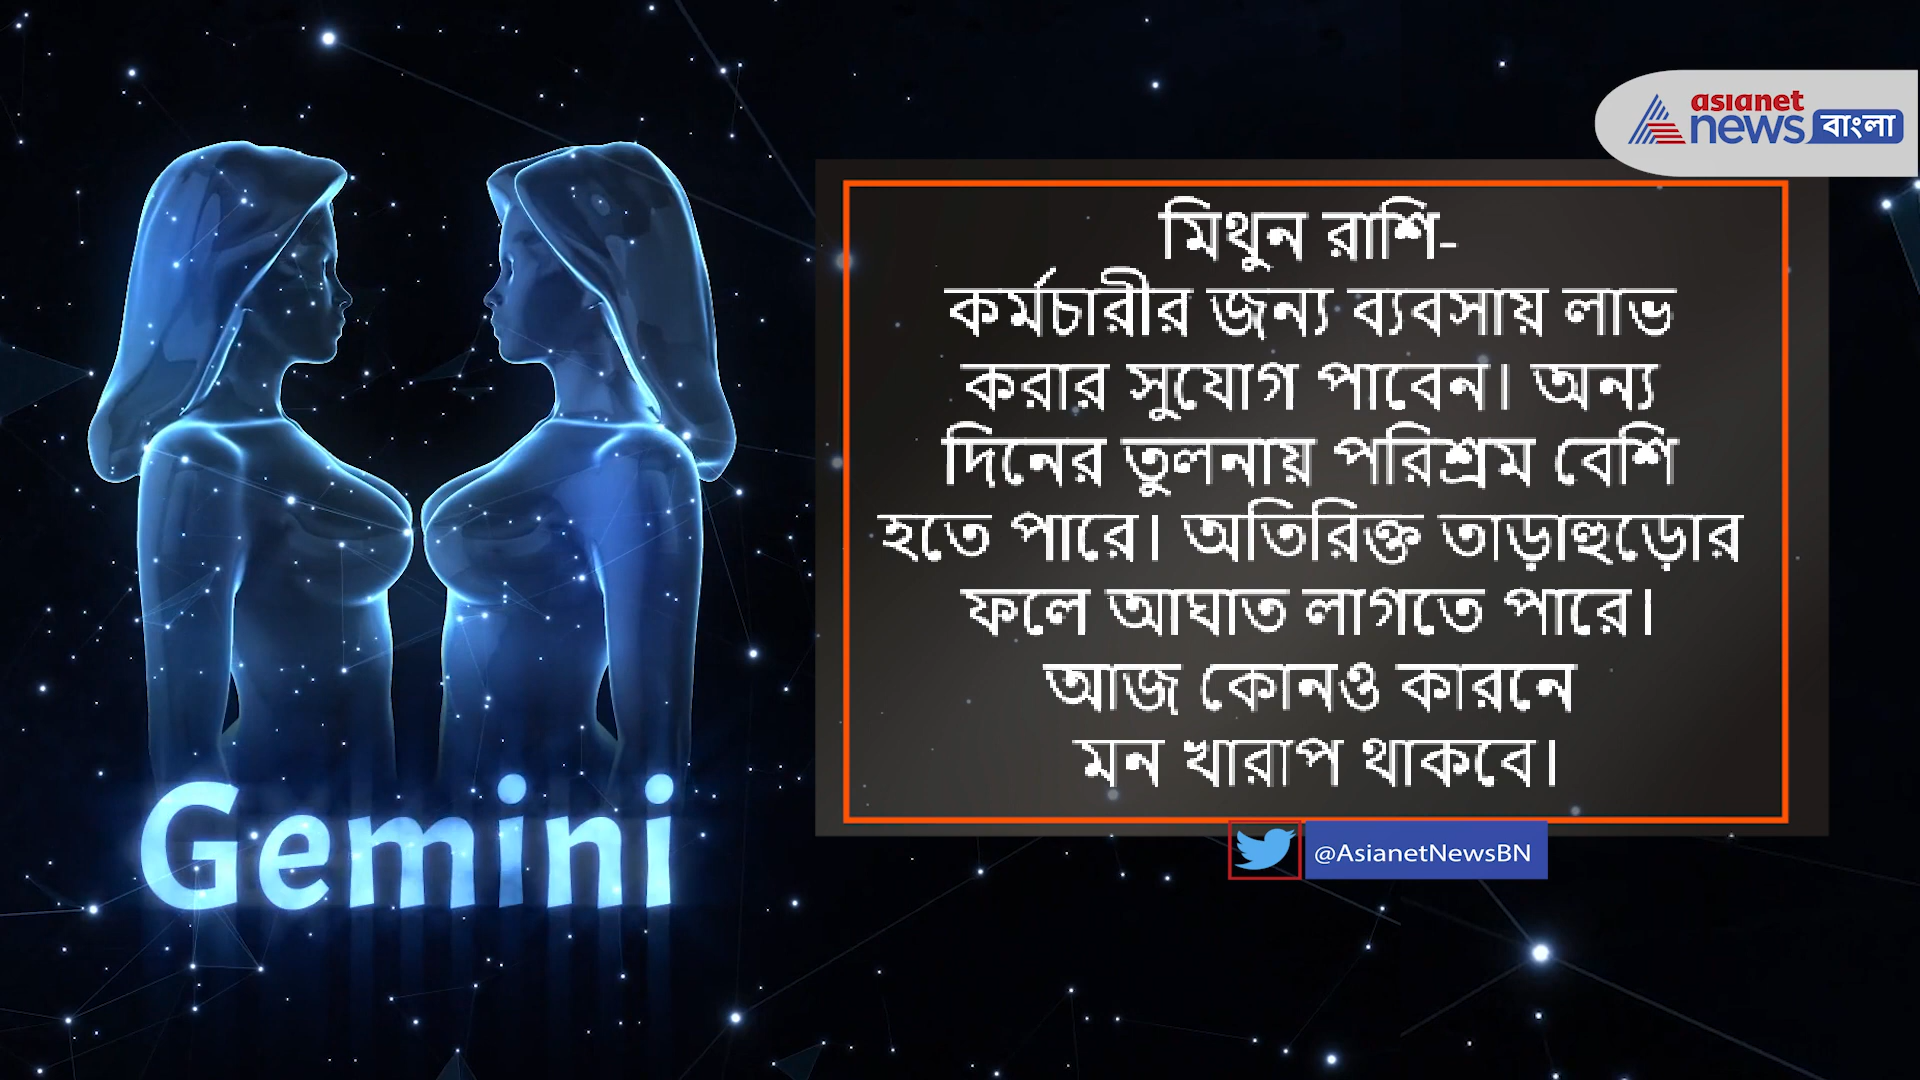 asianet
news বাংলা
মিথুন রাশি-
কর্মচারীর জন্য ব্যবসায় লাভ
করার সুযোগ পাবেন। অন্য
দিনের তুলনায় পরিশ্রম বেশি
হতে পারে। অতিরিক্ত তাড়াহুড়োর
ফলে আঘাত লাগতে পারে।
আজ কোনও কারনে
মন খারাপ থাকবে।
Gemini
@AsianetNewsBN